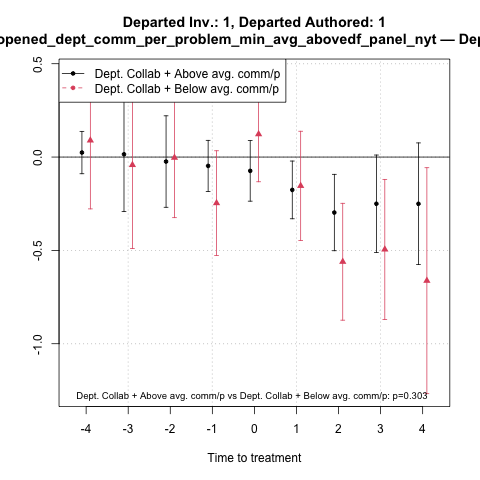 Departed Inv.: 1, Departed Authored: 1
opened_dept_comm_per_problem_min_avg_abovedf_panel_nyt — Dep
0.5
Dept. Collab + Above avg. comm/p
Dept. Collab + Below avg. comm/p
0.0
-0.5
-1.0
Dept. Collab + Above avg. comm/p vs Dept. Collab + Below avg. comm/p: p=0.303
-4 -3 -2 -1 0 1 2 3 4
Time to treatment